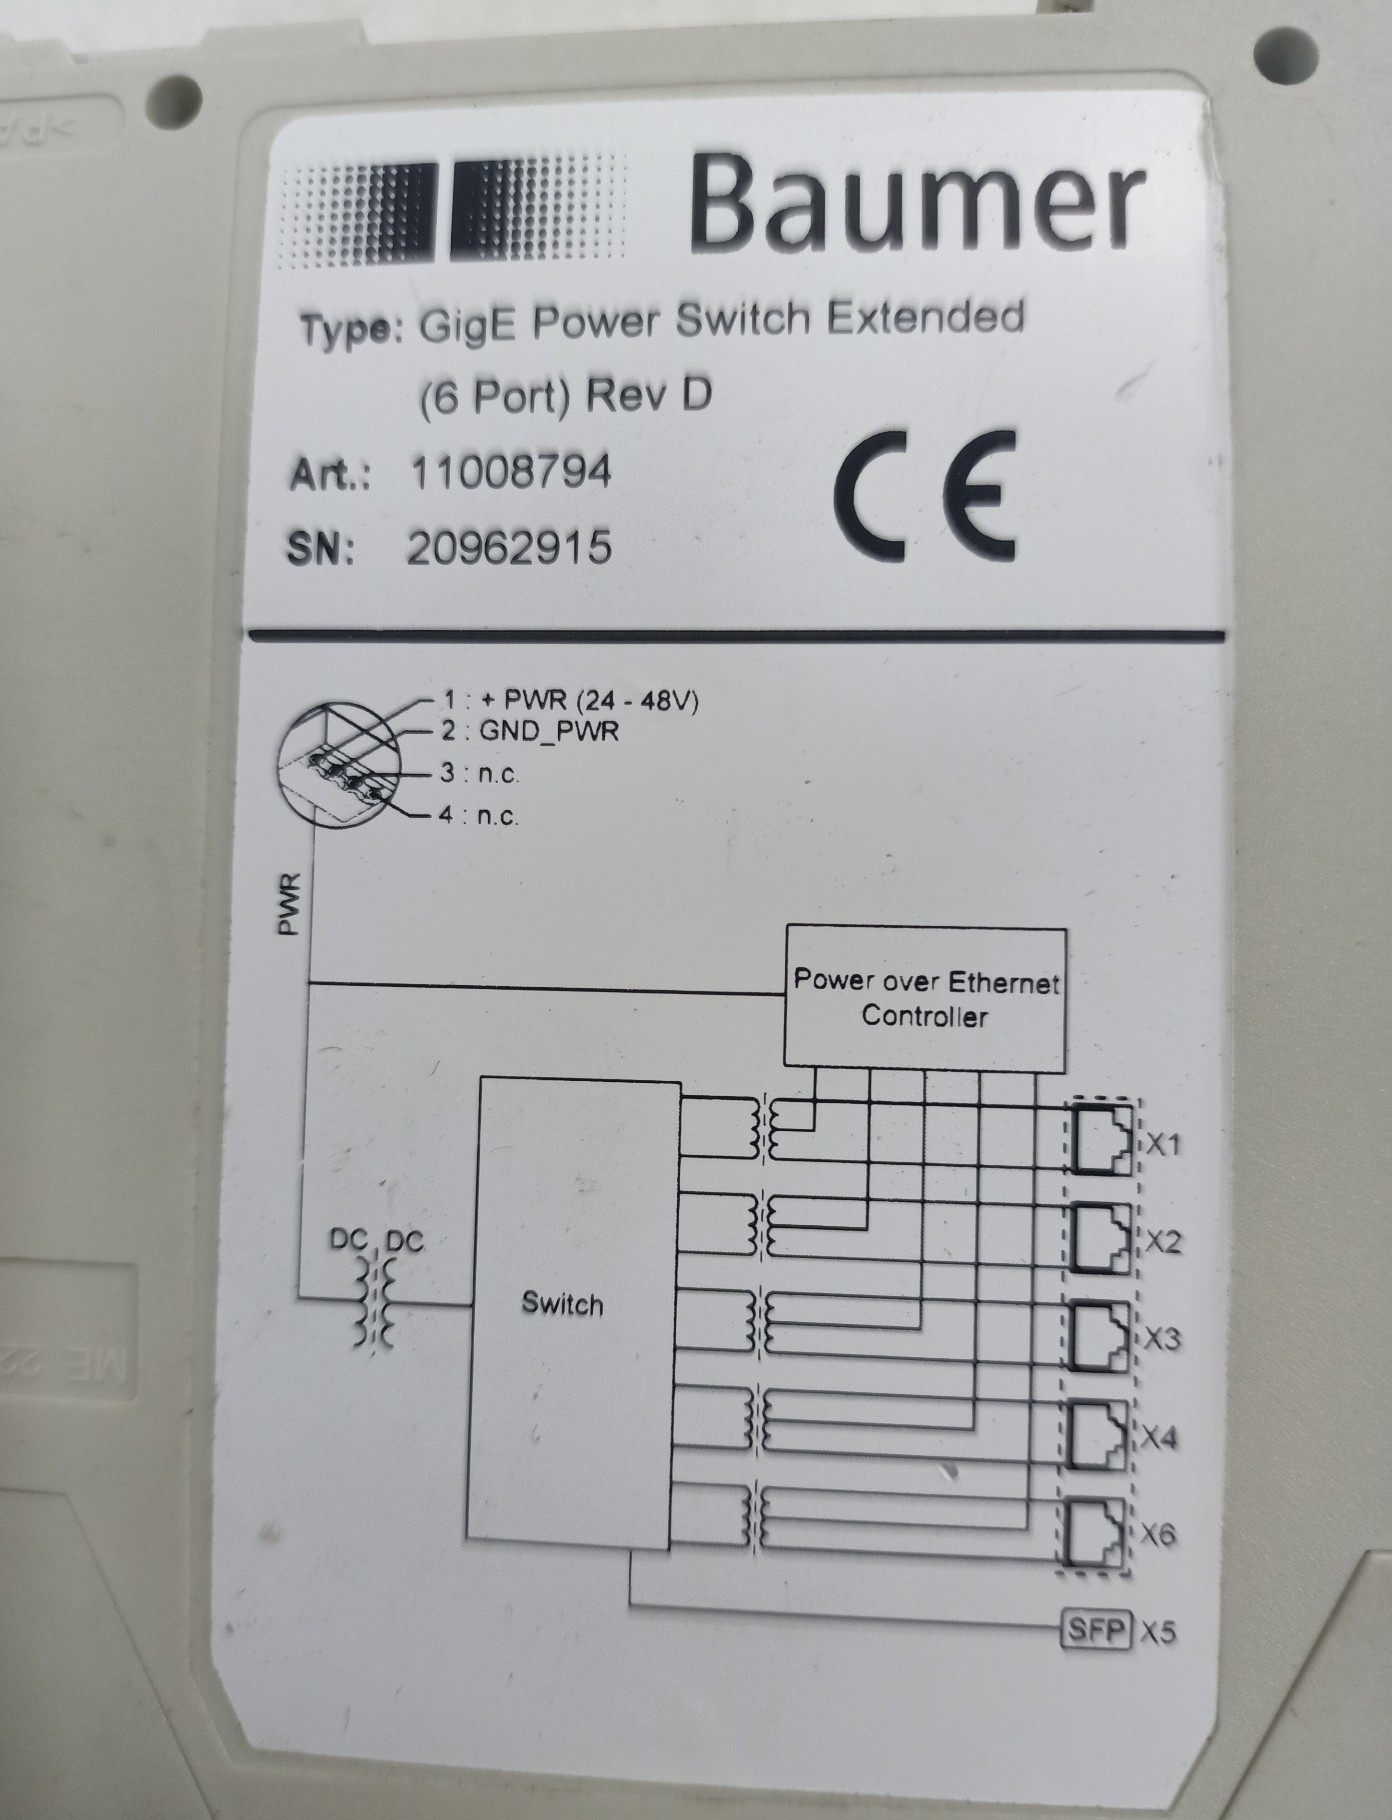 Baumer
Type: GigE Power Switch Extended
(6 Port) Rev D
Art.: 11008794
SN: 20962915
CE
1 : + PWR (24 - 48V)
2 : GND_PWR
3 : n.c.
4 : n.c.
PWR
Power over Ethernet
Controller
X1
X2
DC DC
Switch
X3
X4
X6
SFP X5